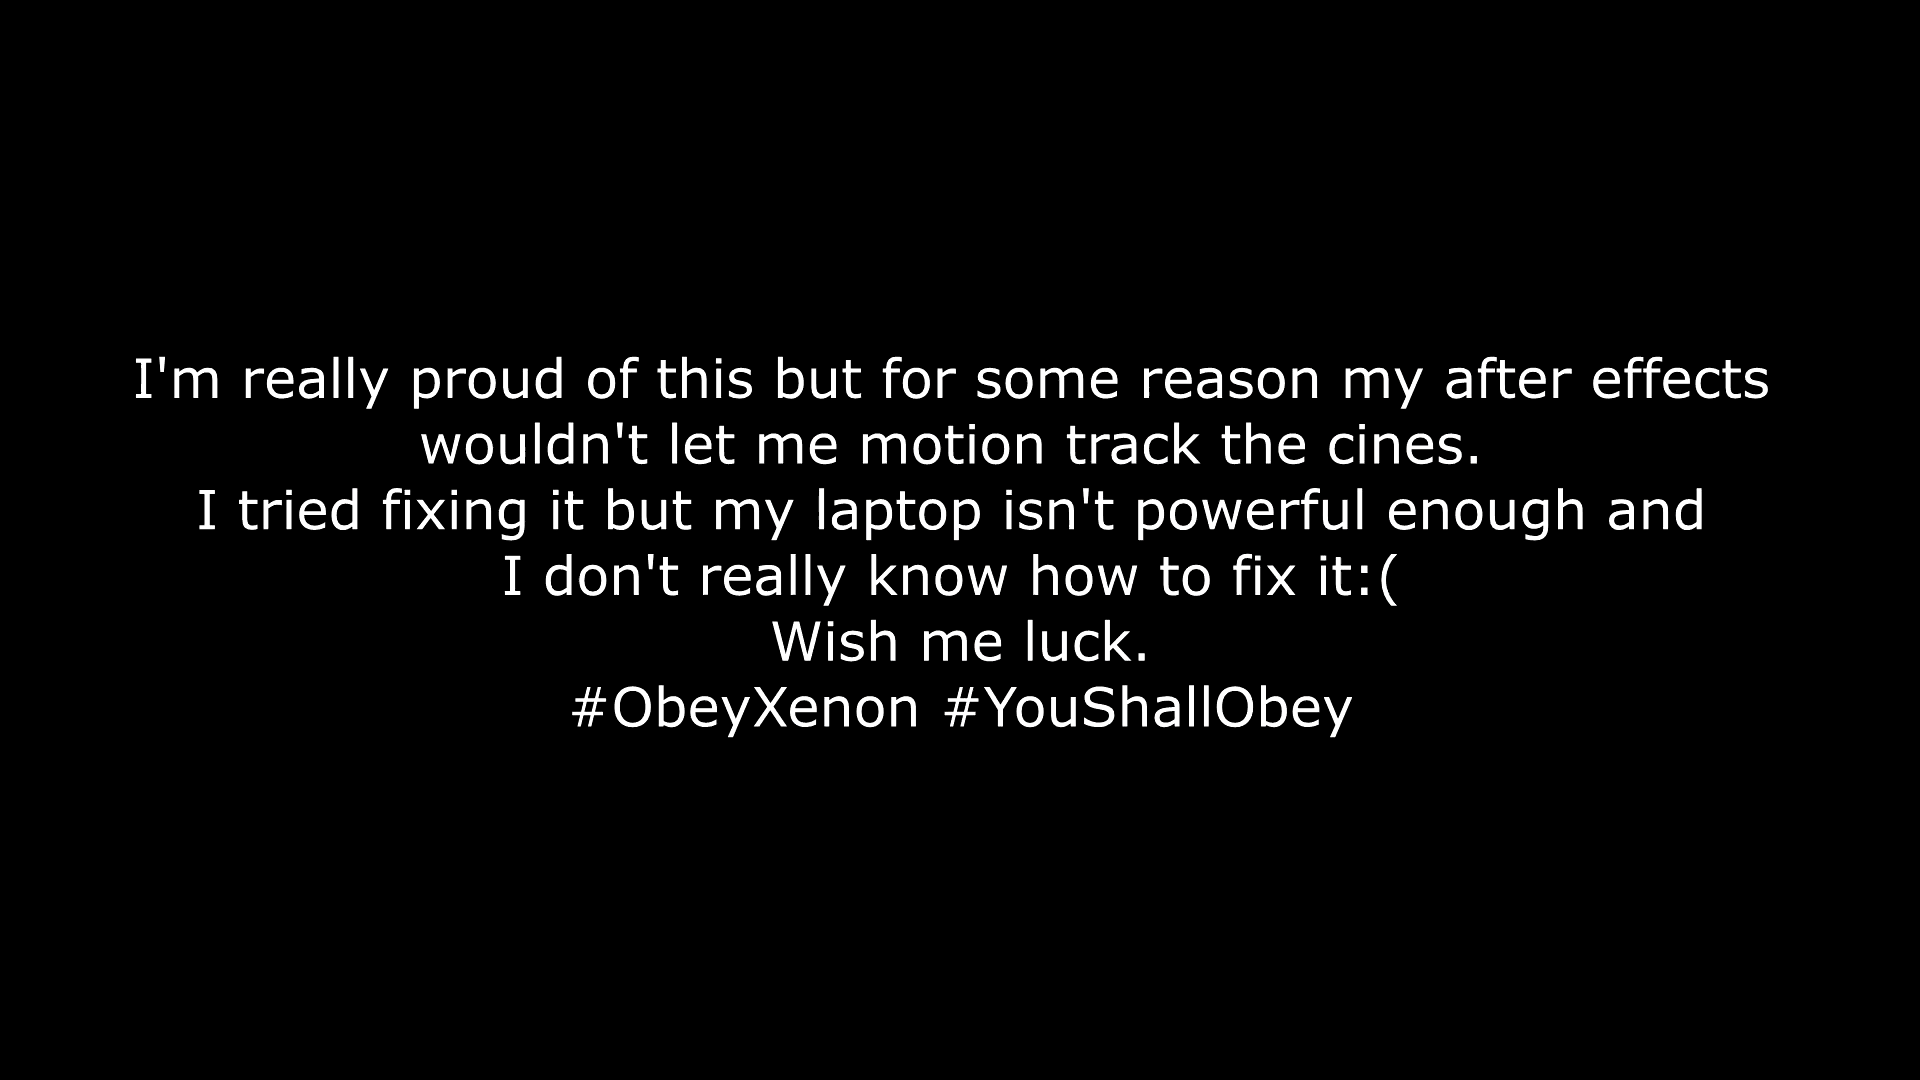 I'm really proud of this but for some reason my after effects
wouldn't let me motion track the cines.
I tried fixing it but my laptop isn't powerful enough and
I don't really know how to fix it:(
Wish me luck.
#ObeyXenon #YouShallObey